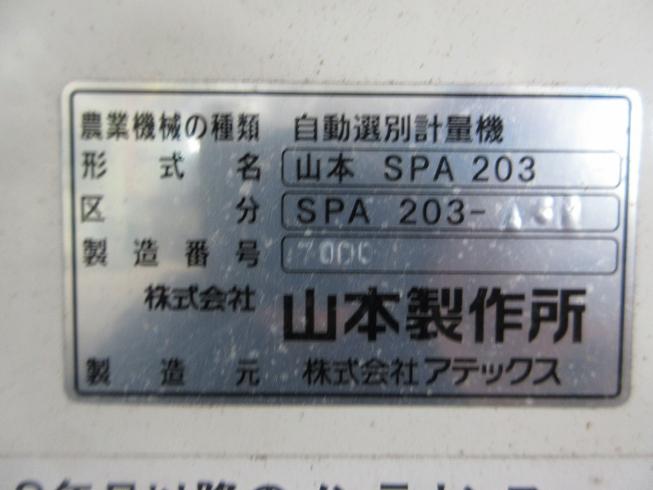 農業機械の種類 自動選別計量機
形式名 山本 SPA 203
区分 SPA 203-
製造番号
株式会社 山本製作所
製造元 株式会社アテックス